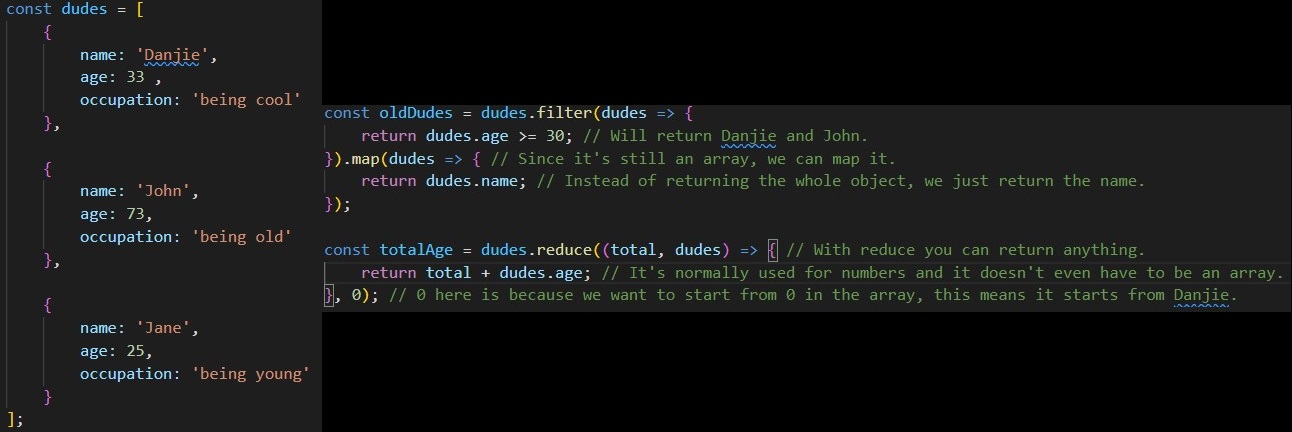 const dudes = [
    {
        name: 'Danjie',
        age: 33 ,
        occupation: 'being cool'
    },

    {
        name: 'John',
        age: 73,
        occupation: 'being old'
    },

    {
        name: 'Jane',
        age: 25,
        occupation: 'being young'
    }
];
const oldDudes = dudes.filter(dudes => {
    return dudes.age >= 30; // Will return Danjie and John.
}).map(dudes => { // Since it's still an array, we can map it.
    return dudes.name; // Instead of returning the whole object, we just return the name.
});

const totalAge = dudes.reduce((total, dudes) => { // With reduce you can return anything.
    return total + dudes.age; // It's normally used for numbers and it doesn't even have to be an array.
}, 0); // 0 here is because we want to start from 0 in the array, this means it starts from Danjie.